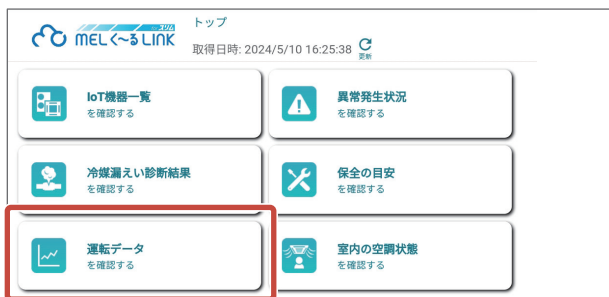 スリム
MELく~るLINK
トップ
取得日時: 2024/5/10 16:25:38
更新
IoT機器一覧
を確認する
異常発生状況
を確認する
冷媒漏えい診断結果
を確認する
保全の目安
を確認する
運転データ
を確認する
室内の空調状態
を確認する